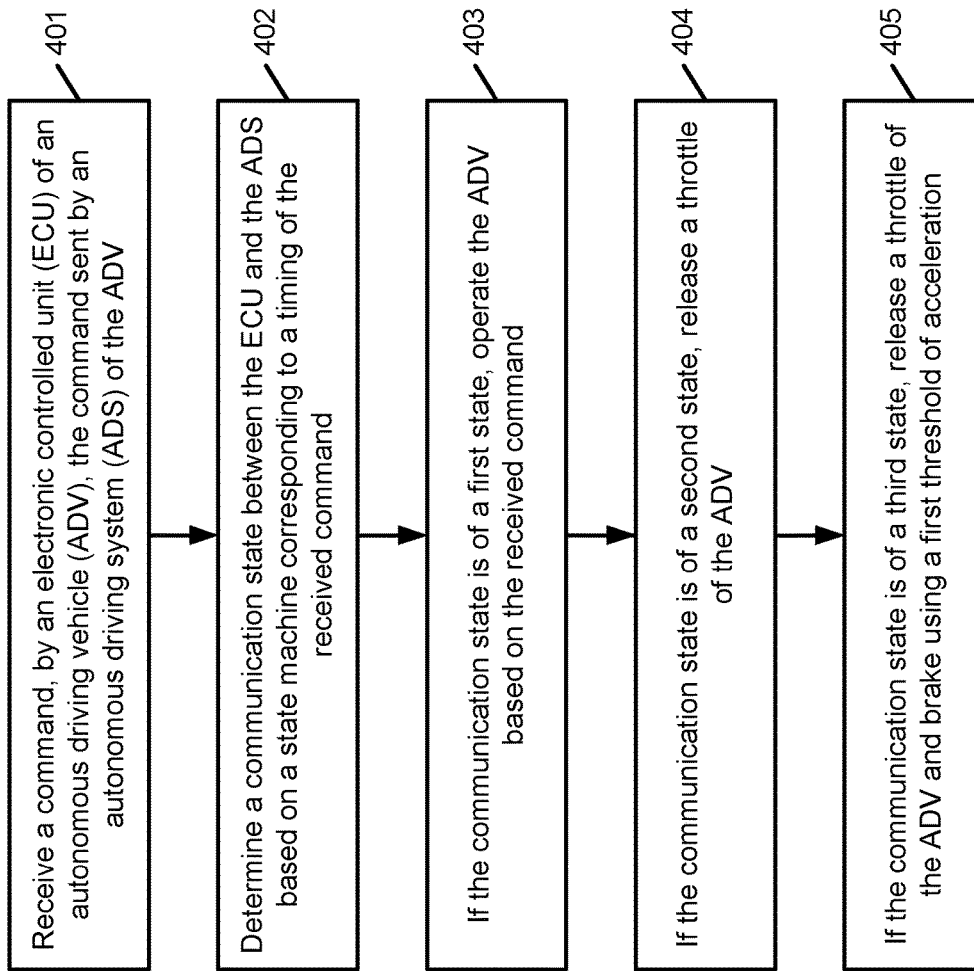 Receive a command, by an electronic controlled unit (ECU) of an
autonomous driving vehicle (ADV), the command sent by an
autonomous driving system (ADS) of the ADV
401
Determine a communication state between the ECU and the ADS
based on a state machine corresponding to a timing of the
received command
402
If the communication state is of a first state, operate the ADV
based on the received command
403
If the communication state is of a second state, release a throttle
of the ADV
404
If the communication state is of a third state, release a throttle of
the ADV and brake using a first threshold of acceleration
405